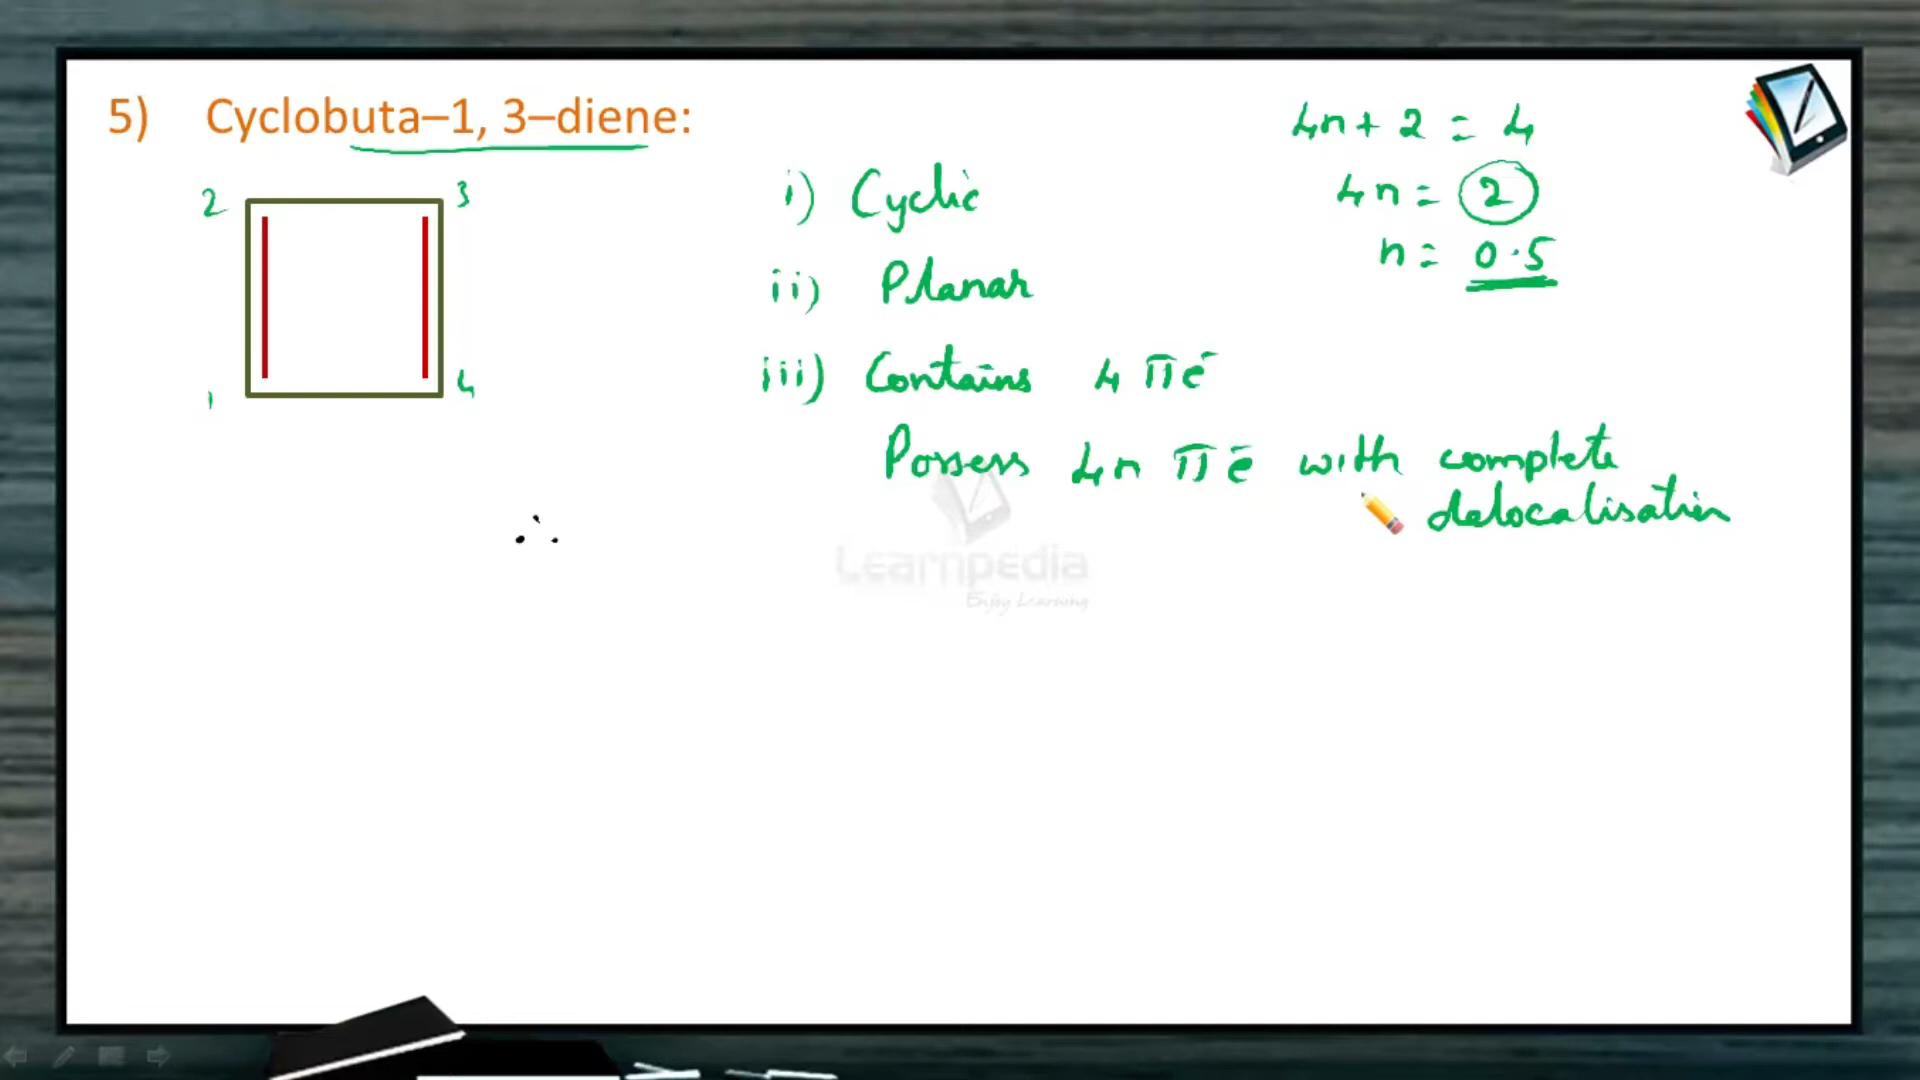 5) Cyclobuta–1, 3–diene:
4n + 2 = 4
4n = 2
n = 0.5
2 3
1 4
i) Cyclic
ii) Planar
iii) Contains 4 πē
Possess 4n πē with complete
delocalisation
∴
Learnpedia
Enjoy Learning